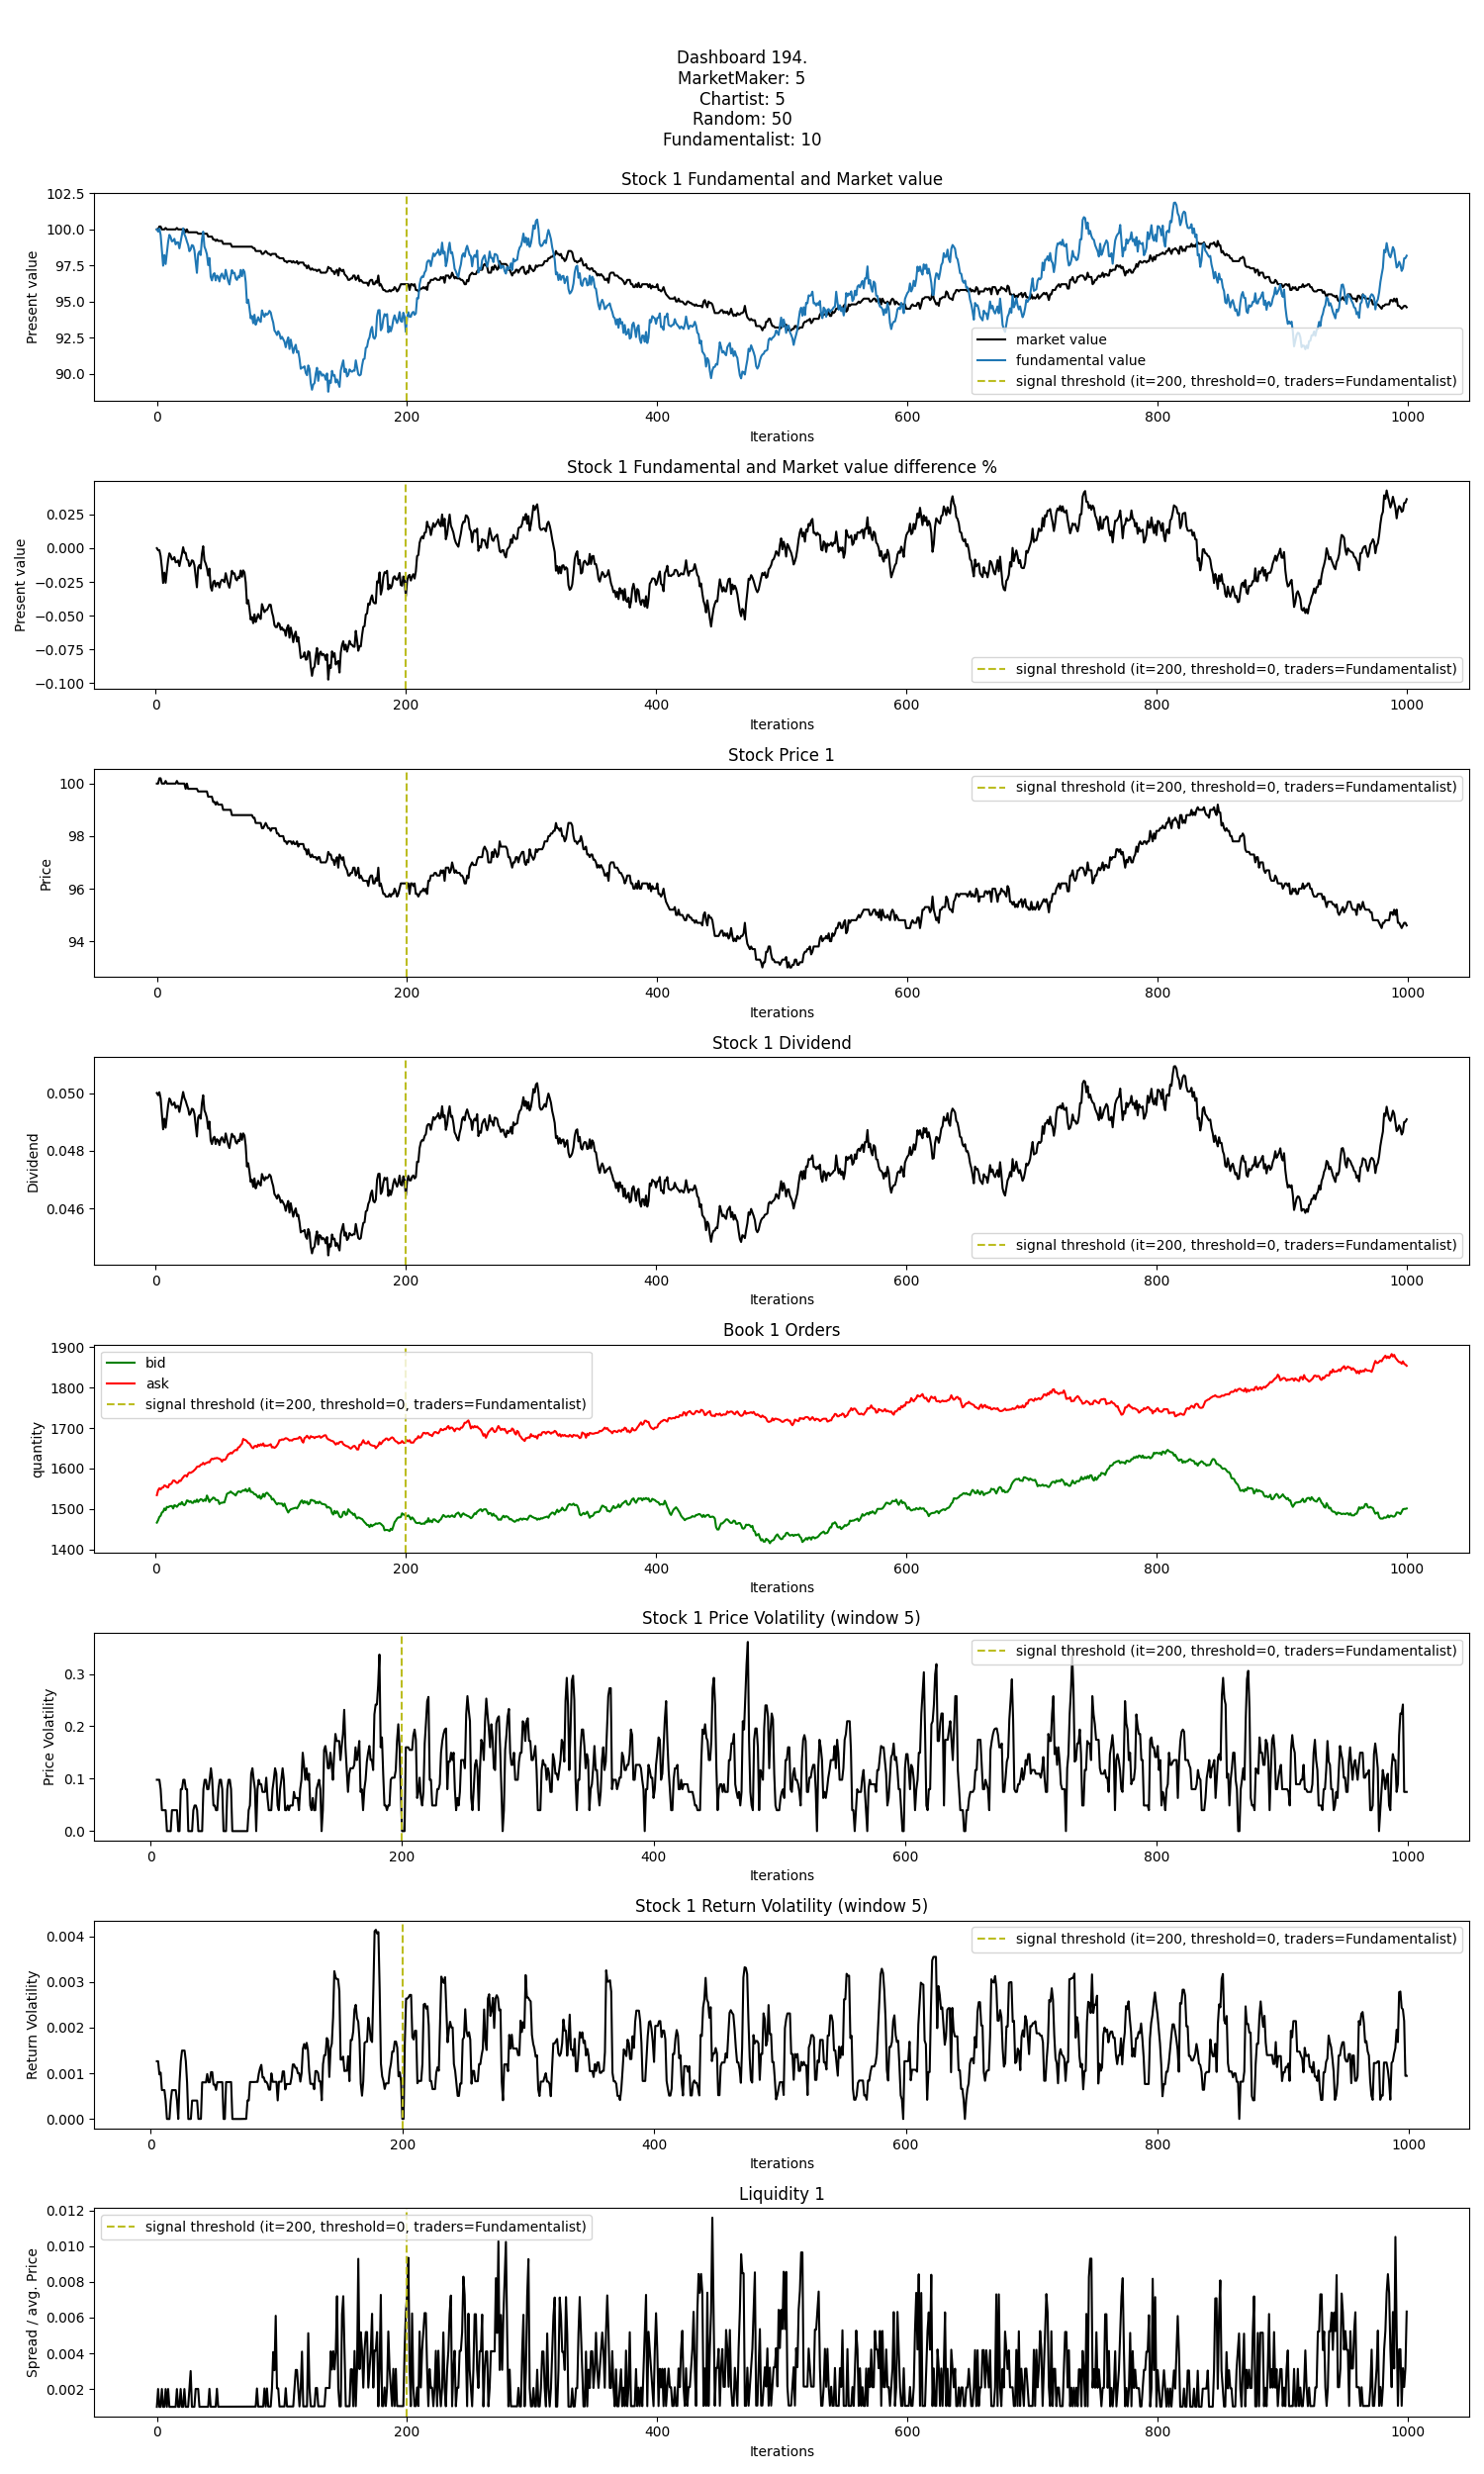 Dashboard 194.
MarketMaker: 5
Chartist: 5
Random: 50
Fundamentalist: 10
Stock 1 Fundamental and Market value
102.5
100.0
97.5
95.0
92.5
90.0
Present value
market value
fundamental value
signal threshold (it=200, threshold=0, traders=Fundamentalist)
0 200 400 600 800 1000
Iterations
Stock 1 Fundamental and Market value difference %
0.025
0.000
−0.025
−0.050
−0.075
−0.100
Present value
signal threshold (it=200, threshold=0, traders=Fundamentalist)
0 200 400 600 800 1000
Iterations
Stock Price 1
100
98
96
94
Price
signal threshold (it=200, threshold=0, traders=Fundamentalist)
0 200 400 600 800 1000
Iterations
Stock 1 Dividend
0.050
0.048
0.046
Dividend
signal threshold (it=200, threshold=0, traders=Fundamentalist)
0 200 400 600 800 1000
Iterations
Book 1 Orders
1900
1800
1700
1600
1500
1400
quantity
bid
ask
signal threshold (it=200, threshold=0, traders=Fundamentalist)
0 200 400 600 800 1000
Iterations
Stock 1 Price Volatility (window 5)
0.3
0.2
0.1
0.0
Price Volatility
signal threshold (it=200, threshold=0, traders=Fundamentalist)
0 200 400 600 800 1000
Iterations
Stock 1 Return Volatility (window 5)
0.004
0.003
0.002
0.001
0.000
Return Volatility
signal threshold (it=200, threshold=0, traders=Fundamentalist)
0 200 400 600 800 1000
Iterations
Liquidity 1
0.012
0.010
0.008
0.006
0.004
0.002
Spread / avg. Price
signal threshold (it=200, threshold=0, traders=Fundamentalist)
0 200 400 600 800 1000
Iterations